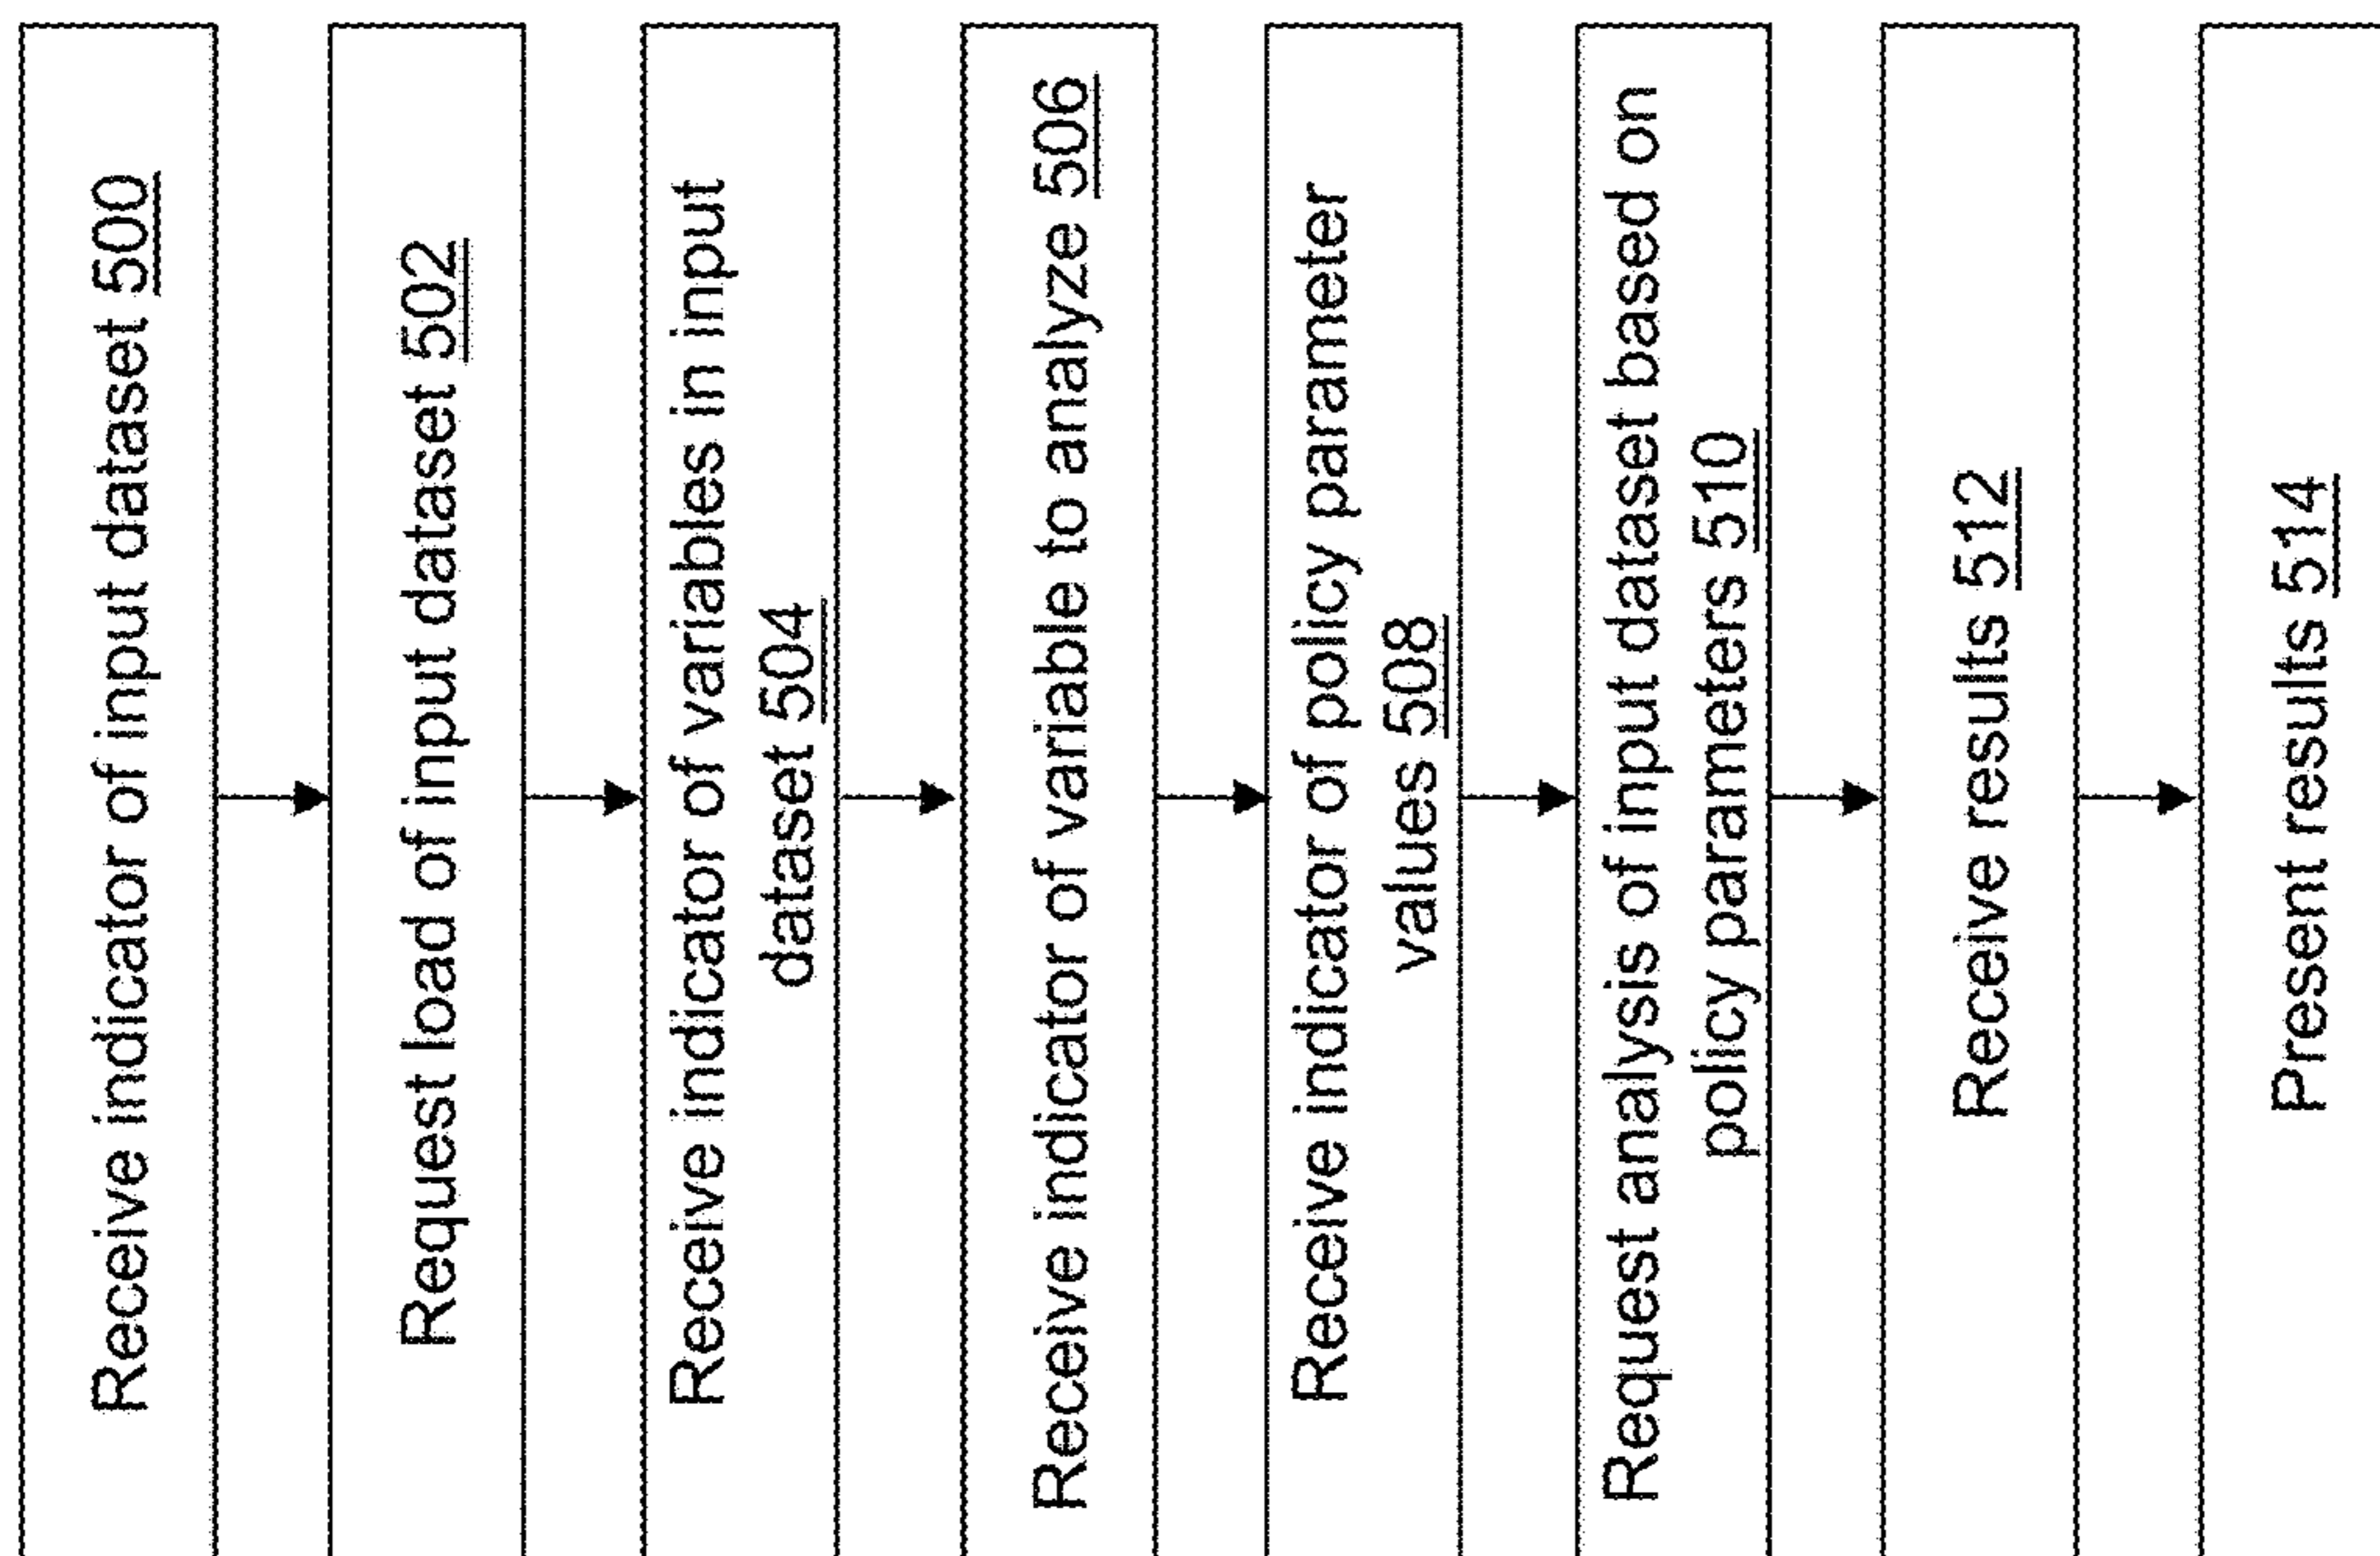 Receive indicator of input dataset 500
Request load of input dataset 502
Receive indicator of variables in input
dataset 504
Receive indicator of variable to analyze 506
Receive indicator of policy parameter
values 508
Request analysis of input dataset based on
policy parameters 510
Receive results 512
Present results 514